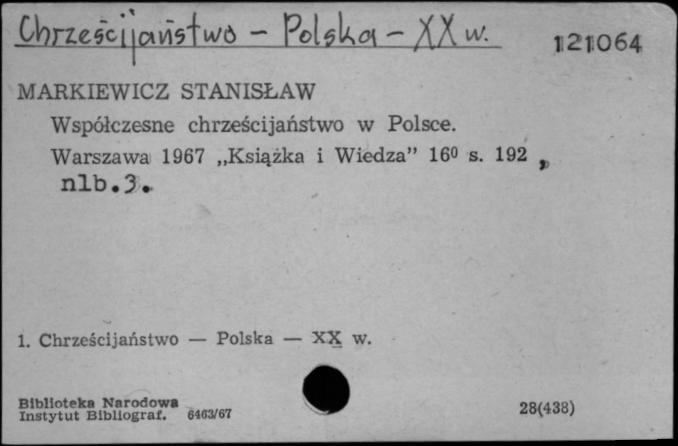 Chrześcijaństwo – Polska – XX w.
121064
MARKIEWICZ STANISŁAW
Współczesne chrześcijaństwo w Polsce.
Warszawa 1967 „Książka i Wiedza” 16⁰ s. 192 ,
nlb.3.
1. Chrześcijaństwo — Polska — XX w.
Biblioteka Narodowa
Instytut Bibliograf. 6463/67
28(438)